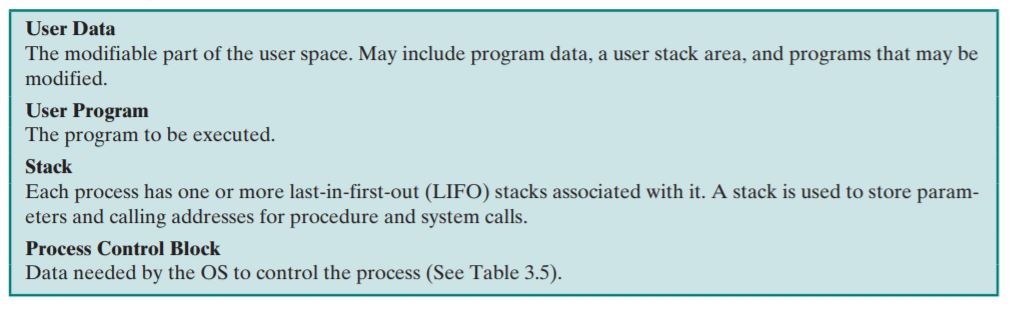 User Data
The modifiable part of the user space. May include program data, a user stack area, and programs that may be
modified.
User Program
The program to be executed.
Stack
Each process has one or more last-in-first-out (LIFO) stacks associated with it. A stack is used to store param-
eters and calling addresses for procedure and system calls.
Process Control Block
Data needed by the OS to control the process (See Table 3.5).